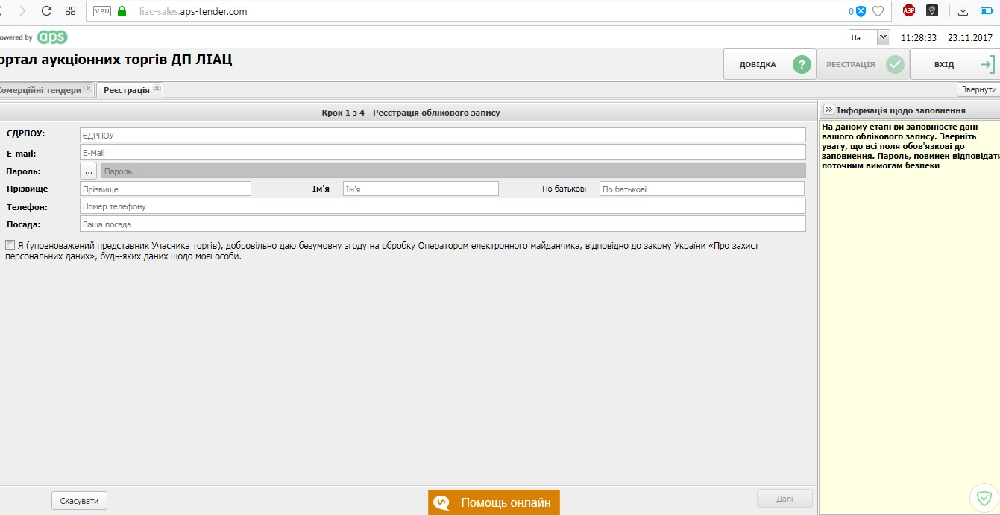 VPN
liac-sales.aps-tender.com
0
ABP
owered by aps
Ua
11:28:33 23.11.2017
ортал аукціонних торгів ДП ЛІАЦ
ДОВІДКА ?
РЕЄСТРАЦІЯ
ВХІД
Комерційні тендери
Реєстрація
Звернути
Крок 1 з 4 - Реєстрація облікового запису
Інформація щодо заповнення
ЄДРПОУ: ЄДРПОУ
E-mail: E-Mail
Пароль: ... Пароль
Прізвище Прізвище Ім'я Ім'я По батькові По батькові
Телефон: Номер телефону
Посада: Ваша посада
Я (уповноважений представник Учасника торгів), добровільно даю безумовну згоду на обробку Оператором електронного майданчика, відповідно до закону України «Про захист
персональних даних», будь-яких даних щодо моєї особи.
На даному етапі ви заповнюєте дані
вашого облікового запису. Зверніть
увагу, що всі поля обов'язкові до
заповнення. Пароль, повинен відповідати
поточним вимогам безпеки
Скасувати
Помощь онлайн
Далі